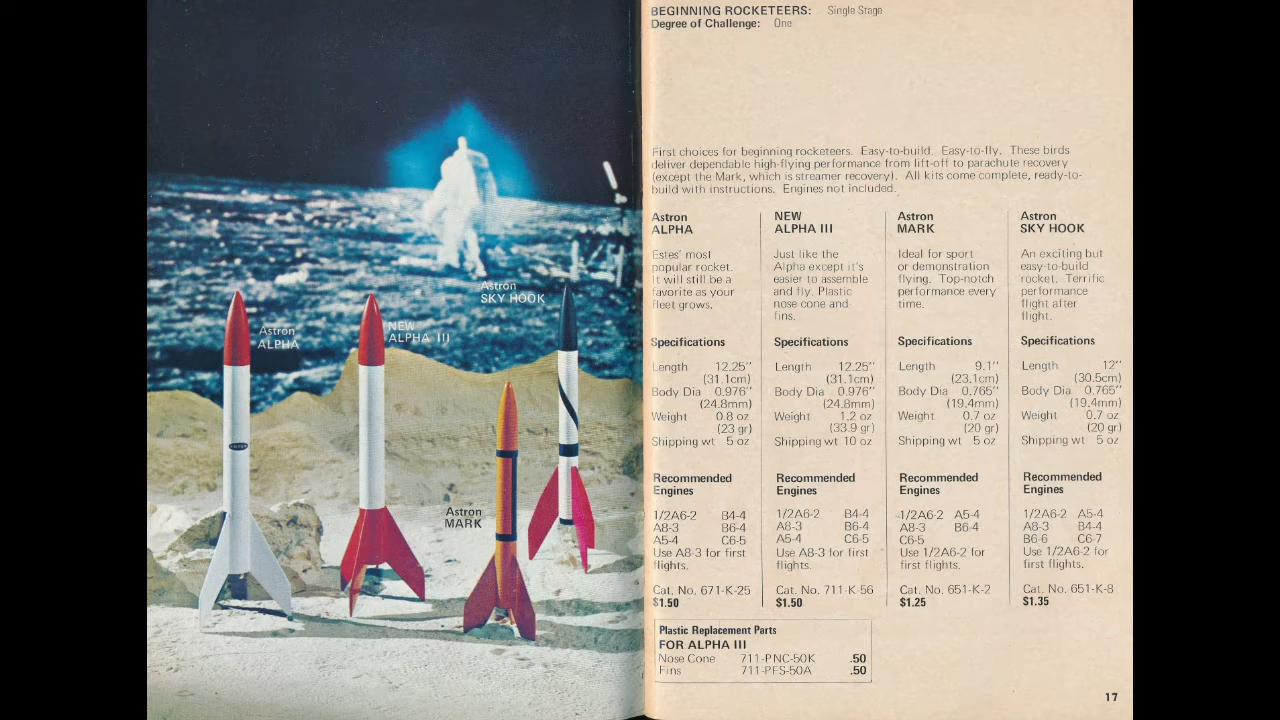 Astron
SKY HOOK
Astron
ALPHA
NEW
ALPHA III
Astron
MARK
BEGINNING ROCKETEERS: Single Stage
Degree of Challenge: One
First choices for beginning rocketeers. Easy-to-build. Easy-to-fly. These birds
deliver dependable high-flying performance from lift-off to parachute recovery
(except the Mark, which is streamer recovery). All kits come complete, ready-to-
build with instructions. Engines not included.
Astron
ALPHA
Estes' most
popular rocket.
It will still be a
favorite as your
fleet grows.
Specifications
Length 12.25"
(31.1cm)
Body Dia 0.976"
(24.8mm)
Weight 0.8 oz
(23 gr)
Shipping wt 5 oz
Recommended
Engines
1/2A6-2 B4-4
A8-3 B6-4
A5-4 C6-5
Use A8-3 for first
flights.
Cat. No. 671-K-25
$1.50
NEW
ALPHA III
Just like the
Alpha except it's
easier to assemble
and fly. Plastic
nose cone and
fins.
Specifications
Length 12.25"
(31.1cm)
Body Dia 0.976"
(24.8mm)
Weight 1.2 oz
(33.9 gr)
Shipping wt 10 oz
Recommended
Engines
1/2A6-2 B4-4
A8-3 B6-4
A5-4 C6-5
Use A8-3 for first
flights.
Cat. No. 711-K-56
$1.50
Astron
MARK
Ideal for sport
or demonstration
flying. Top-notch
performance every
time.
Specifications
Length 9.1"
(23.1cm)
Body Dia 0.765"
(19.4mm)
Weight 0.7 oz
(20 gr)
Shipping wt 5 oz
Recommended
Engines
1/2A6-2 A5-4
A8-3 B6-4
C6-5
Use 1/2A6-2 for
first flights.
Cat. No. 651-K-2
$1.25
Astron
SKY HOOK
An exciting but
easy-to-build
rocket. Terrific
performance
flight after
flight.
Specifications
Length 12"
(30.5cm)
Body Dia 0.765"
(19.4mm)
Weight 0.7 oz
(20 gr)
Shipping wt 5 oz
Recommended
Engines
1/2A6-2 A5-4
A8-3 B4-4
B6-6 C6-7
Use 1/2A6-2 for
first flights.
Cat. No. 651-K-8
$1.35
Plastic Replacement Parts
FOR ALPHA III
Nose Cone 711-PNC-50K .50
Fins 711-PFS-50A .50
17